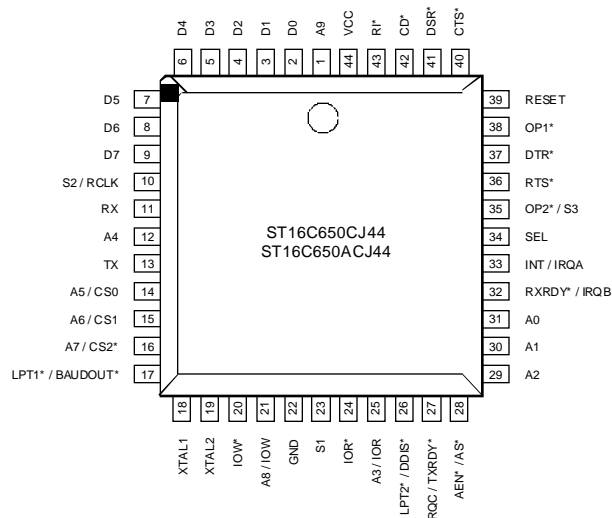 D4
D3
D2
D1
D0
A9
VCC
RI*
CD*
DSR*
CTS*
6
5
4
3
2
1
44
43
42
41
40
D5 7
D6 8
D7 9
S2 / RCLK 10
RX 11
A4 12
TX 13
A5 / CS0 14
A6 / CS1 15
A7 / CS2* 16
LPT1* / BAUDOUT* 17
ST16C650CJ44
ST16C650ACJ44
39 RESET
38 OP1*
37 DTR*
36 RTS*
35 OP2* / S3
34 SEL
33 INT / IRQA
32 RXRDY* / IRQB
31 A0
30 A1
29 A2
18
19
20
21
22
23
24
25
26
27
28
XTAL1
XTAL2
IOW*
A8 / IOW
GND
S1
IOR*
A3 / IOR
LPT2* / DDIS*
RQC / TXRDY*
AEN* / AS*